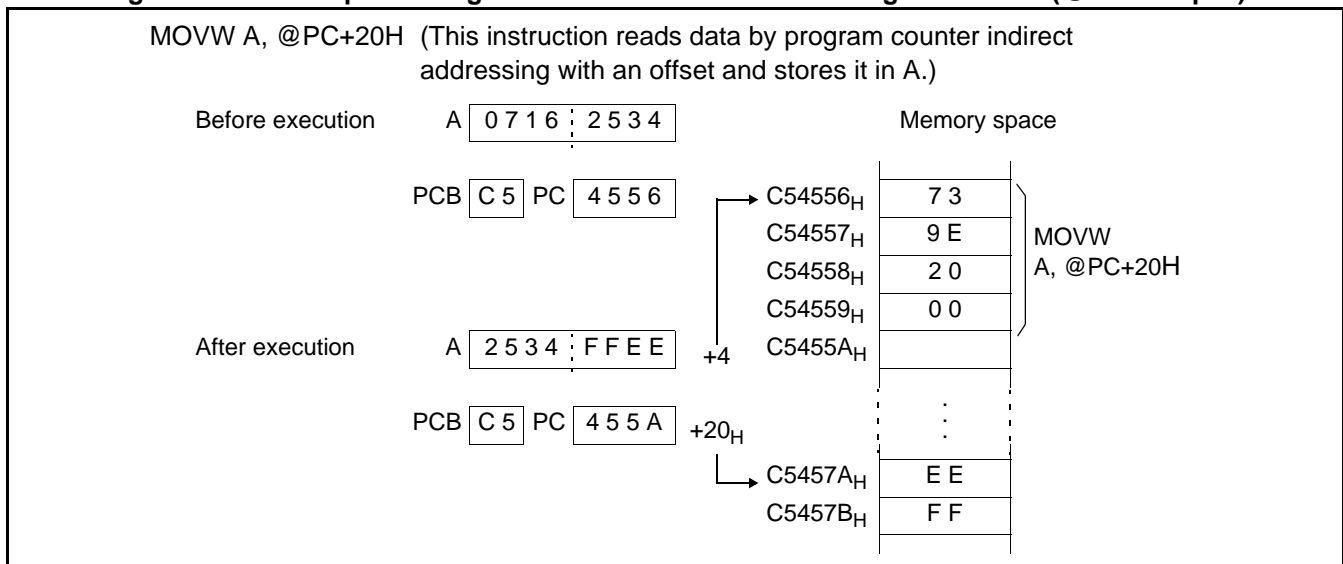 MOVW A, @PC+20H (This instruction reads data by program counter indirect
addressing with an offset and stores it in A.)
Before execution A 0716 2534 Memory space
PCB C5 PC 4556 C54556H 73
C54557H 9E MOVW
C54558H 20 A, @PC+20H
C54559H 00
After execution A 2534 FFEE +4 C5455AH
PCB C5 PC 455A +20H
C5457AH EE
C5457BH FF